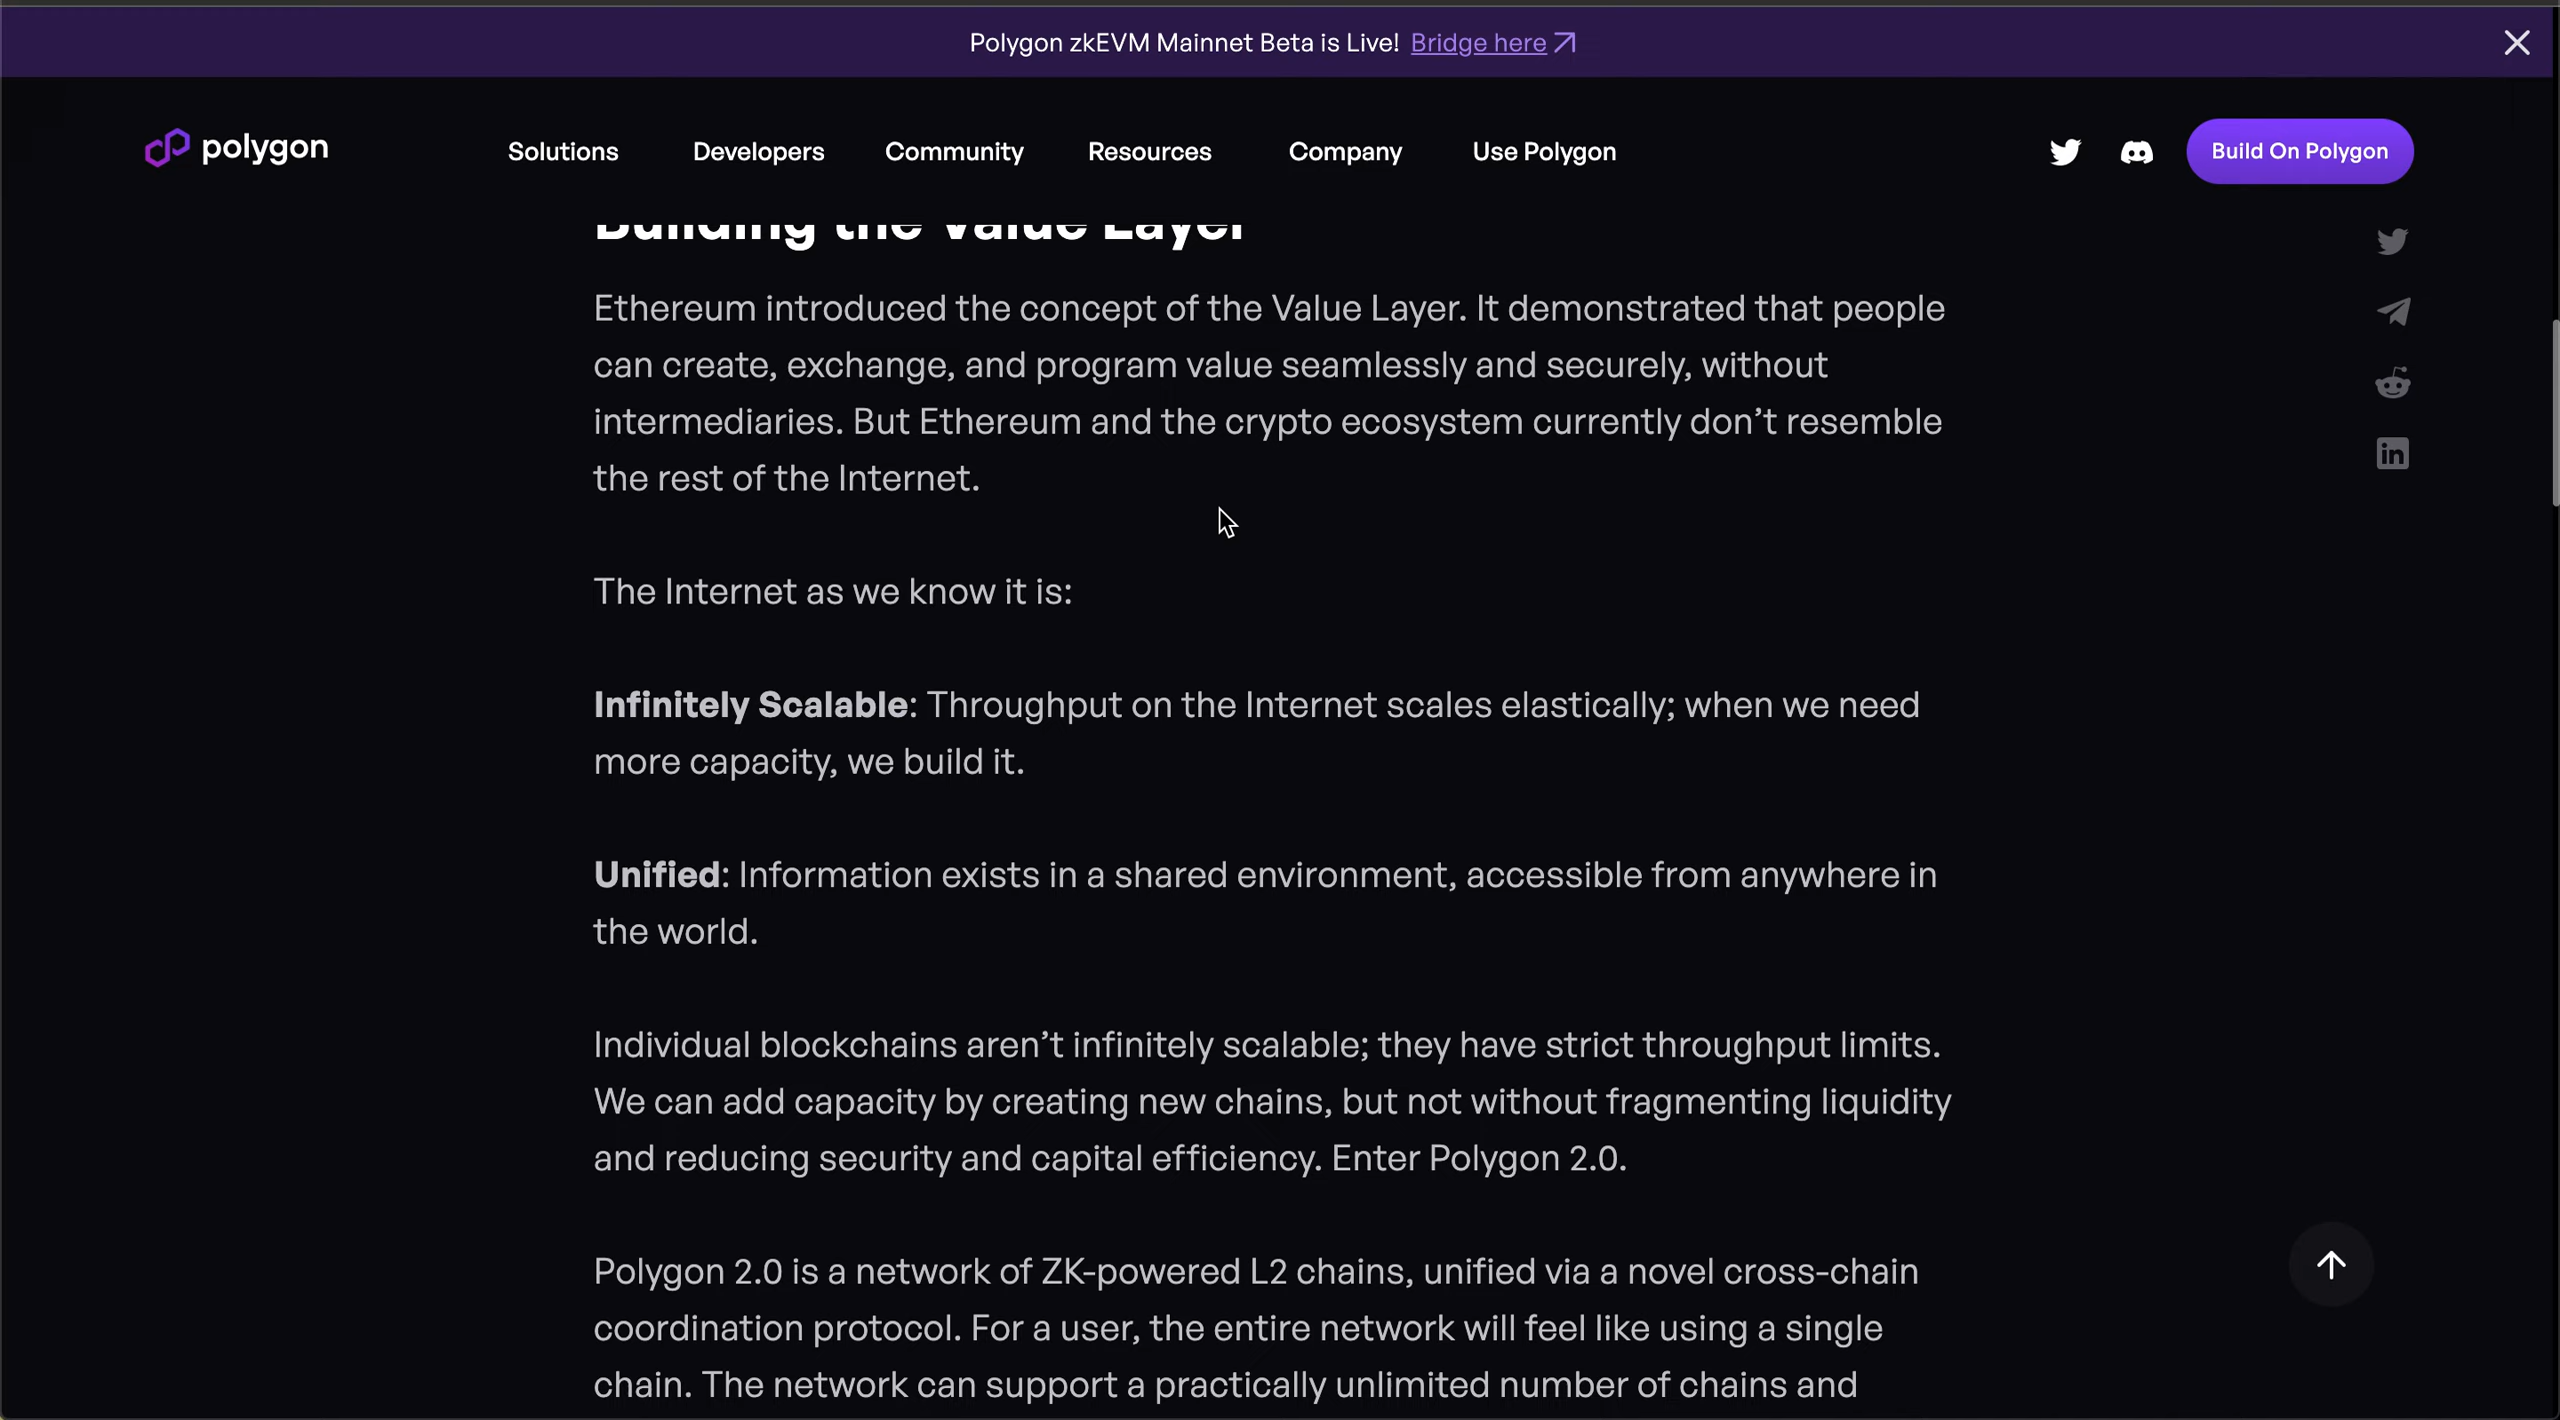 Polygon zkEVM Mainnet Beta is Live! Bridge here
polygon
Solutions
Developers
Community
Resources
Company
Use Polygon
Build On Polygon
Building the Value Layer
Ethereum introduced the concept of the Value Layer. It demonstrated that people
can create, exchange, and program value seamlessly and securely, without
intermediaries. But Ethereum and the crypto ecosystem currently don’t resemble
the rest of the Internet.
The Internet as we know it is:
Infinitely Scalable: Throughput on the Internet scales elastically; when we need
more capacity, we build it.
Unified: Information exists in a shared environment, accessible from anywhere in
the world.
Individual blockchains aren’t infinitely scalable; they have strict throughput limits.
We can add capacity by creating new chains, but not without fragmenting liquidity
and reducing security and capital efficiency. Enter Polygon 2.0.
Polygon 2.0 is a network of ZK-powered L2 chains, unified via a novel cross-chain
coordination protocol. For a user, the entire network will feel like using a single
chain. The network can support a practically unlimited number of chains and